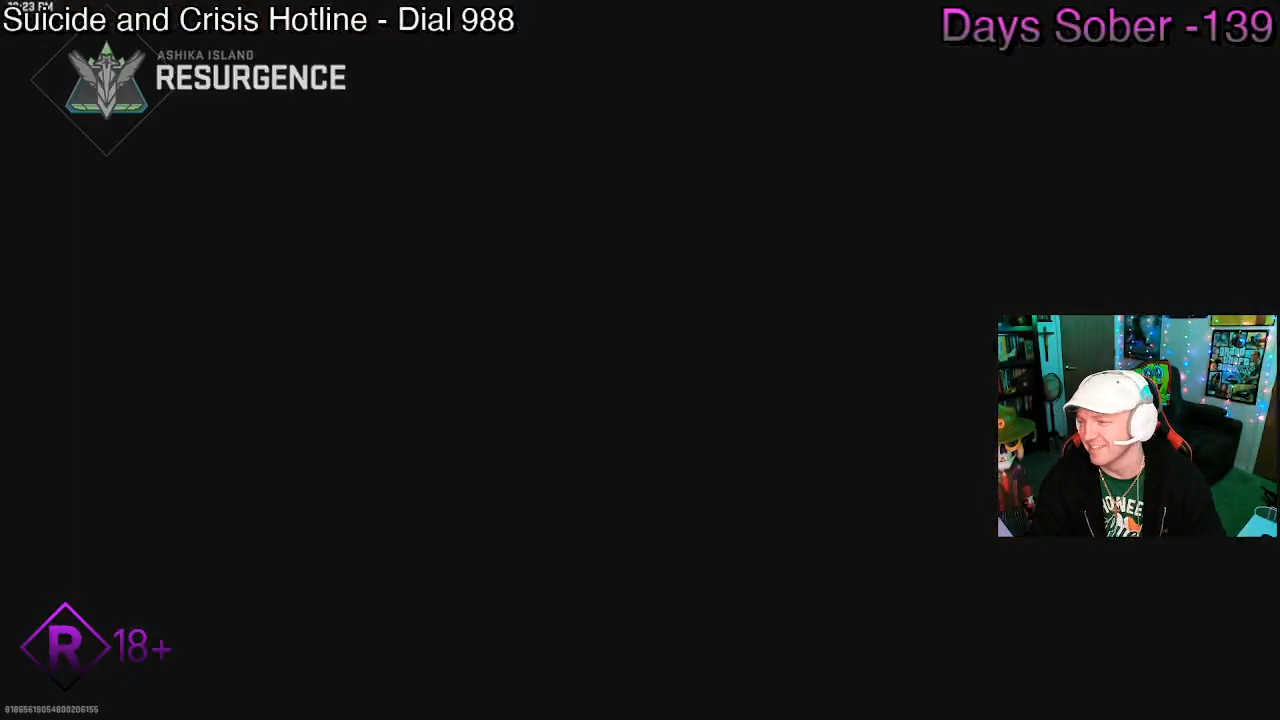 Suicide and Crisis Hotline - Dial 988
Days Sober -139
ASHIKA ISLAND
RESURGENCE
R 18+